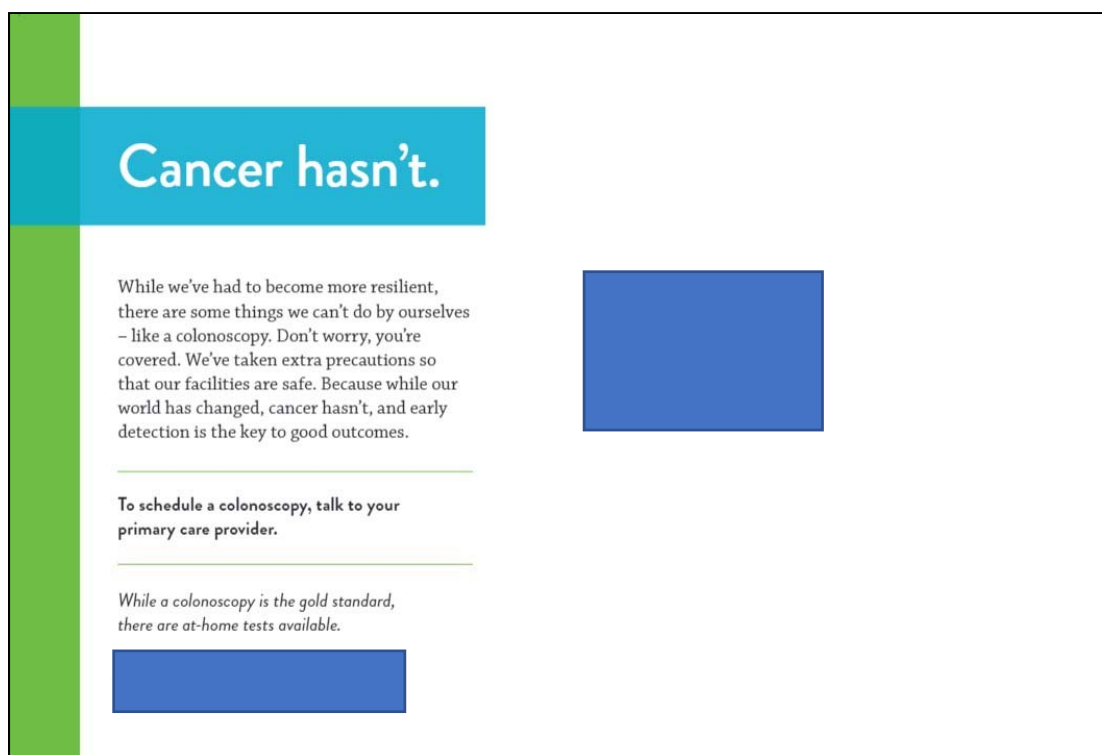 Cancer hasn’t.
While we’ve had to become more resilient,
there are some things we can’t do by ourselves
– like a colonoscopy. Don’t worry, you’re
covered. We’ve taken extra precautions so
that our facilities are safe. Because while our
world has changed, cancer hasn’t, and early
detection is the key to good outcomes.
To schedule a colonoscopy, talk to your
primary care provider.
While a colonoscopy is the gold standard,
there are at-home tests available.